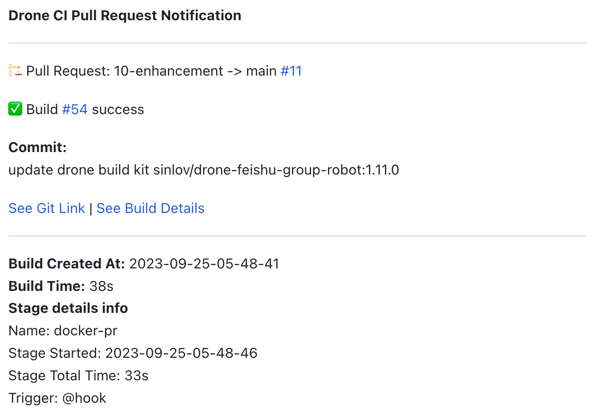 Drone CI Pull Request Notification
Pull Request: 10-enhancement -> main #11
Build #54 success
Commit:
update drone build kit sinlov/drone-feishu-group-robot:1.11.0
See Git Link | See Build Details
Build Created At: 2023-09-25-05-48-41
Build Time: 38s
Stage details info
Name: docker-pr
Stage Started: 2023-09-25-05-48-46
Stage Total Time: 33s
Trigger: @hook